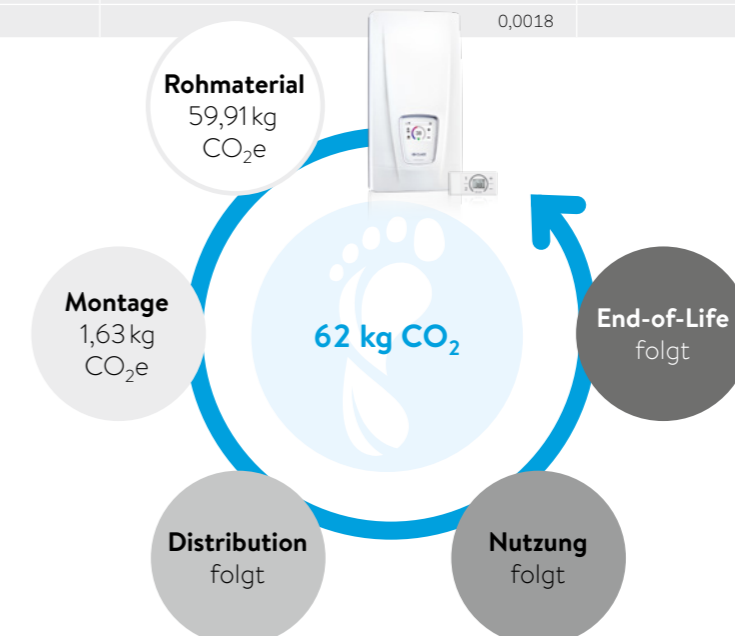 0,0018
Rohmaterial
59,91 kg
CO₂e
Montage
1,63 kg
CO₂e
62 kg CO₂
End-of-Life
folgt
Distribution
folgt
Nutzung
folgt